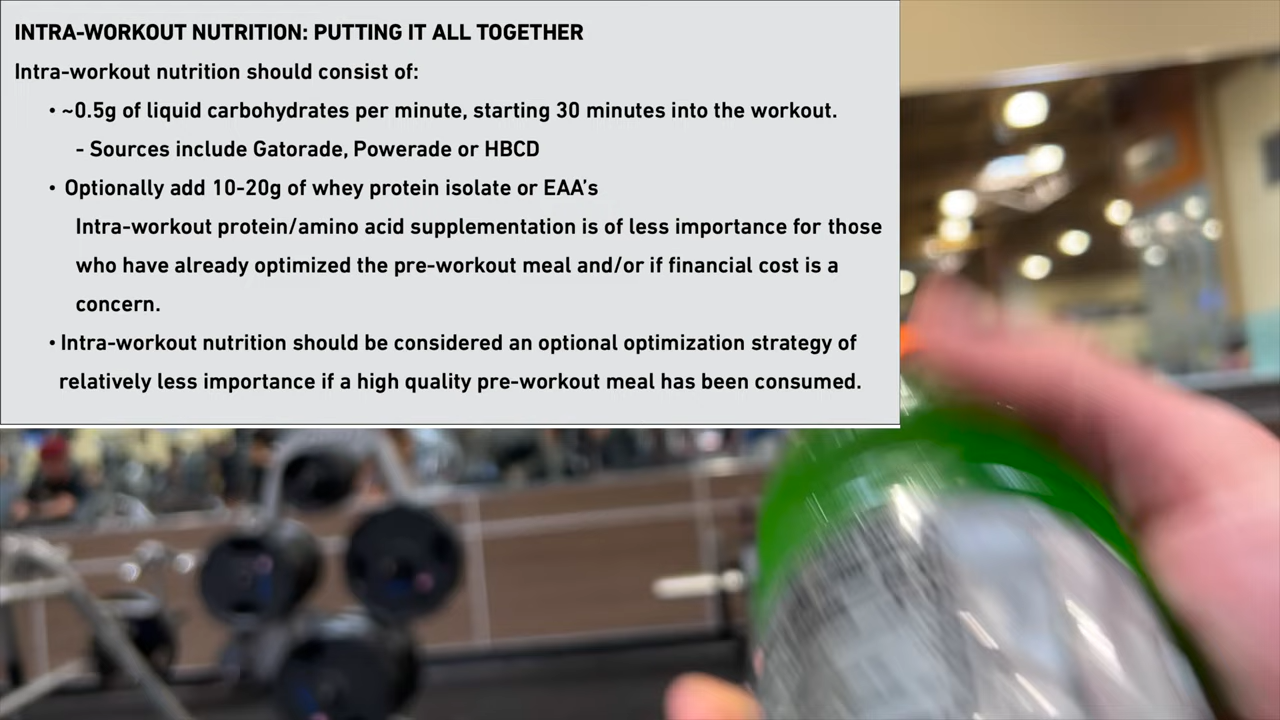 INTRA-WORKOUT NUTRITION: PUTTING IT ALL TOGETHER
Intra-workout nutrition should consist of:
• ~0.5g of liquid carbohydrates per minute, starting 30 minutes into the workout.
- Sources include Gatorade, Powerade or HBCD
• Optionally add 10-20g of whey protein isolate or EAA's
Intra-workout protein/amino acid supplementation is of less importance for those
who have already optimized the pre-workout meal and/or if financial cost is a
concern.
• Intra-workout nutrition should be considered an optional optimization strategy of
relatively less importance if a high quality pre-workout meal has been consumed.